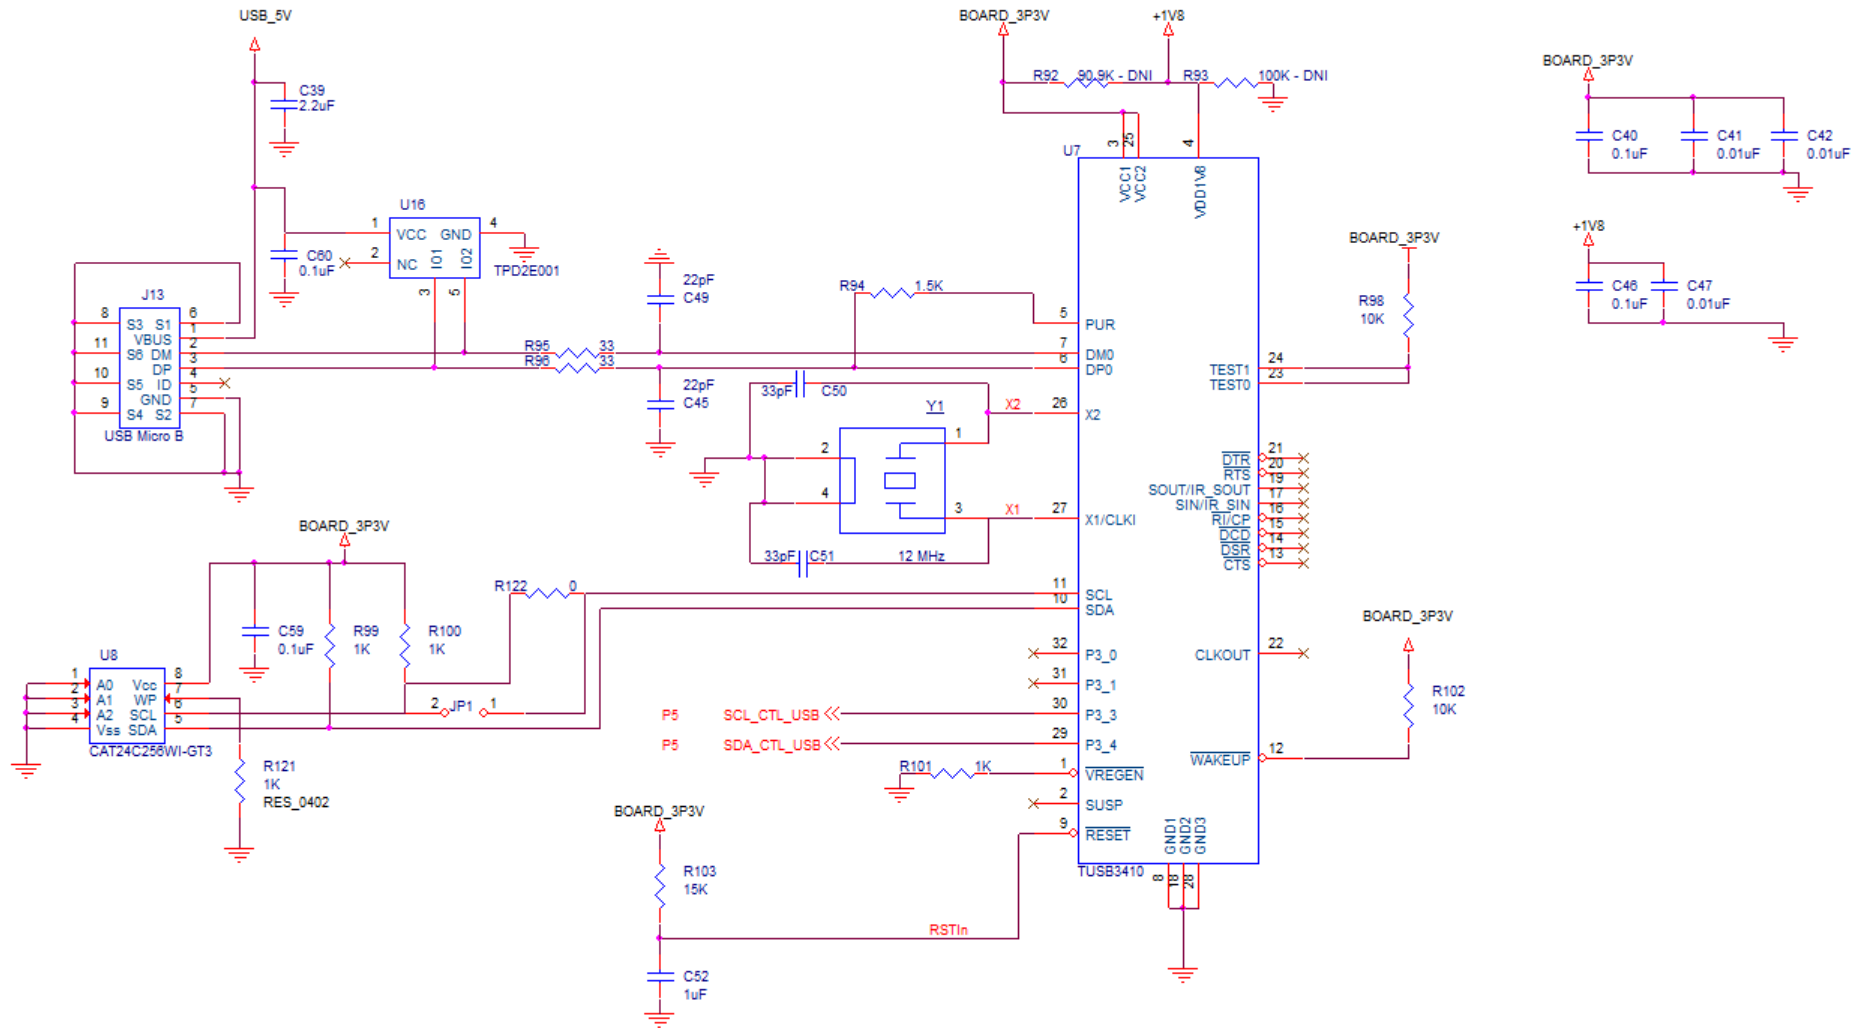 USB_5V
BOARD_3P3V
+1V8
R92 90.9K - DNI
R93 100K - DNI
BOARD_3P3V
C39
2.2uF
C40
0.1uF
C41
0.01uF
C42
0.01uF
U7
3
25
4
VCC1
VCC2
VDD1V8
U16
1 VCC GND 4
2 NC IO1 IO2
TPD2E001
3 5
C60
0.1uF
+1V8
C46
0.1uF
C47
0.01uF
BOARD_3P3V
R98
10K
22pF
C49
R94 1.5K
5 PUR
J13
8 S3 S1 6
VBUS 1
11 S6 DM 2
DP 3
10 S5 ID 4
GND 5
9 S4 S2 7
USB Micro B
R95 33
R96 33
7 DM0
6 DP0
TEST1 24
TEST0 23
22pF
C45
33pF C50
Y1
X2 26 X2
2 1
4 3
X1 27 X1/CLKI
33pF C51 12 MHz
DTR 21
RTS 20
SOUT/IR_SOUT 19
SIN/IR_SIN 17
RI/CP 16
DCD 15
DSR 14
CTS 13
BOARD_3P3V
R122 0
11 SCL
10 SDA
C59
0.1uF
R99
1K
R100
1K
U8
1 A0 Vcc 8
2 A1 WP 7
3 A2 SCL 6
4 Vss SDA 5
CAT24C256WI-GT3
2 JP1 1
32 P3_0
31 P3_1
P5 SCL_CTL_USB 30 P3_3
P5 SDA_CTL_USB 29 P3_4
R101 1K 1 VREGEN
2 SUSP
9 RESET
CLKOUT 22
BOARD_3P3V
R102
10K
WAKEUP 12
R121
1K
RES_0402
BOARD_3P3V
R103
15K
RSTIn
C52
1uF
GND1
GND2
GND3
TUSB3410
8
18
28